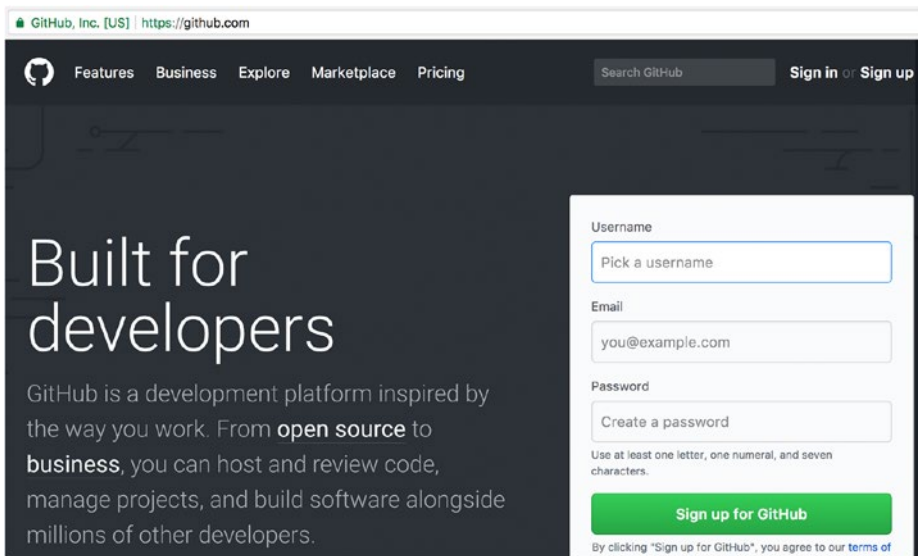 GitHub, Inc. [US] | https://github.com
Features Business Explore Marketplace Pricing Search GitHub Sign in or Sign up
Built for
developers
GitHub is a development platform inspired by
the way you work. From open source to
business, you can host and review code,
manage projects, and build software alongside
millions of other developers.
Username
Pick a username
Email
you@example.com
Password
Create a password
Use at least one letter, one numeral, and seven
characters.
Sign up for GitHub
By clicking "Sign up for GitHub", you agree to our terms of